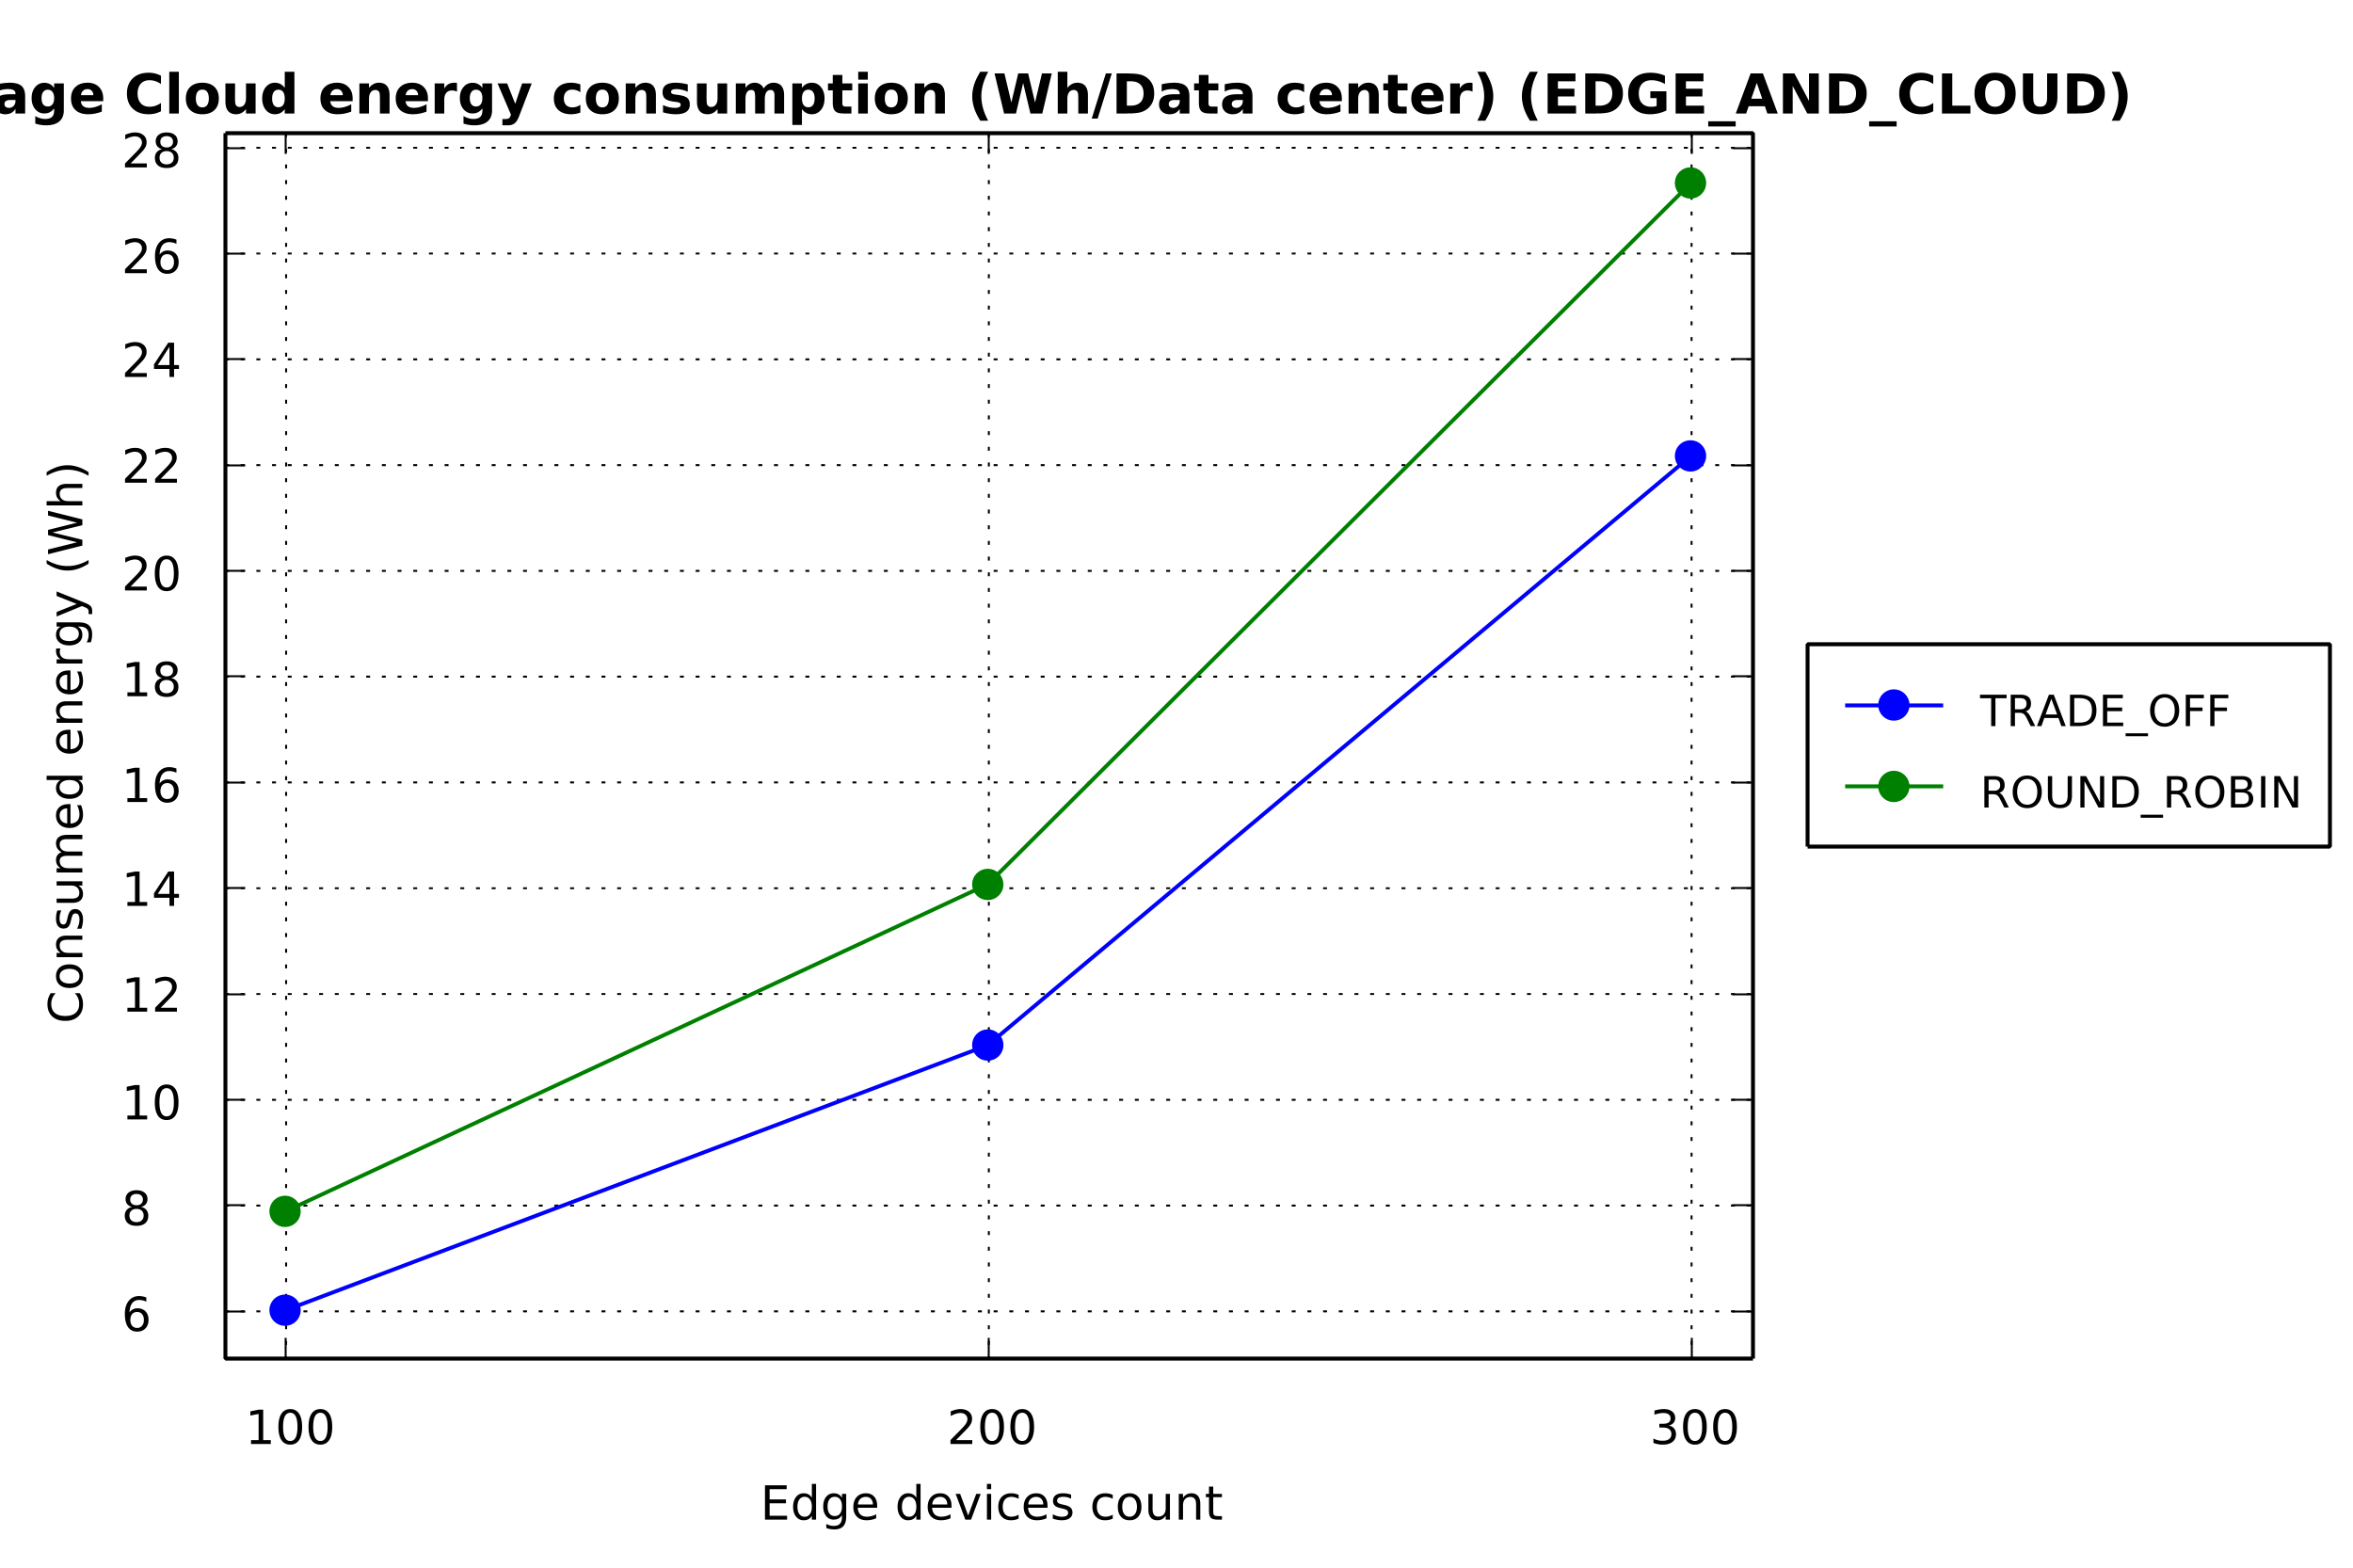 age Cloud energy consumption (Wh/Data center) (EDGE_AND_CLOUD)
28
26
24
22
20
18
16
14
12
10
8
6
Consumed energy (Wh)
100 200 300
Edge devices count
TRADE_OFF
ROUND_ROBIN